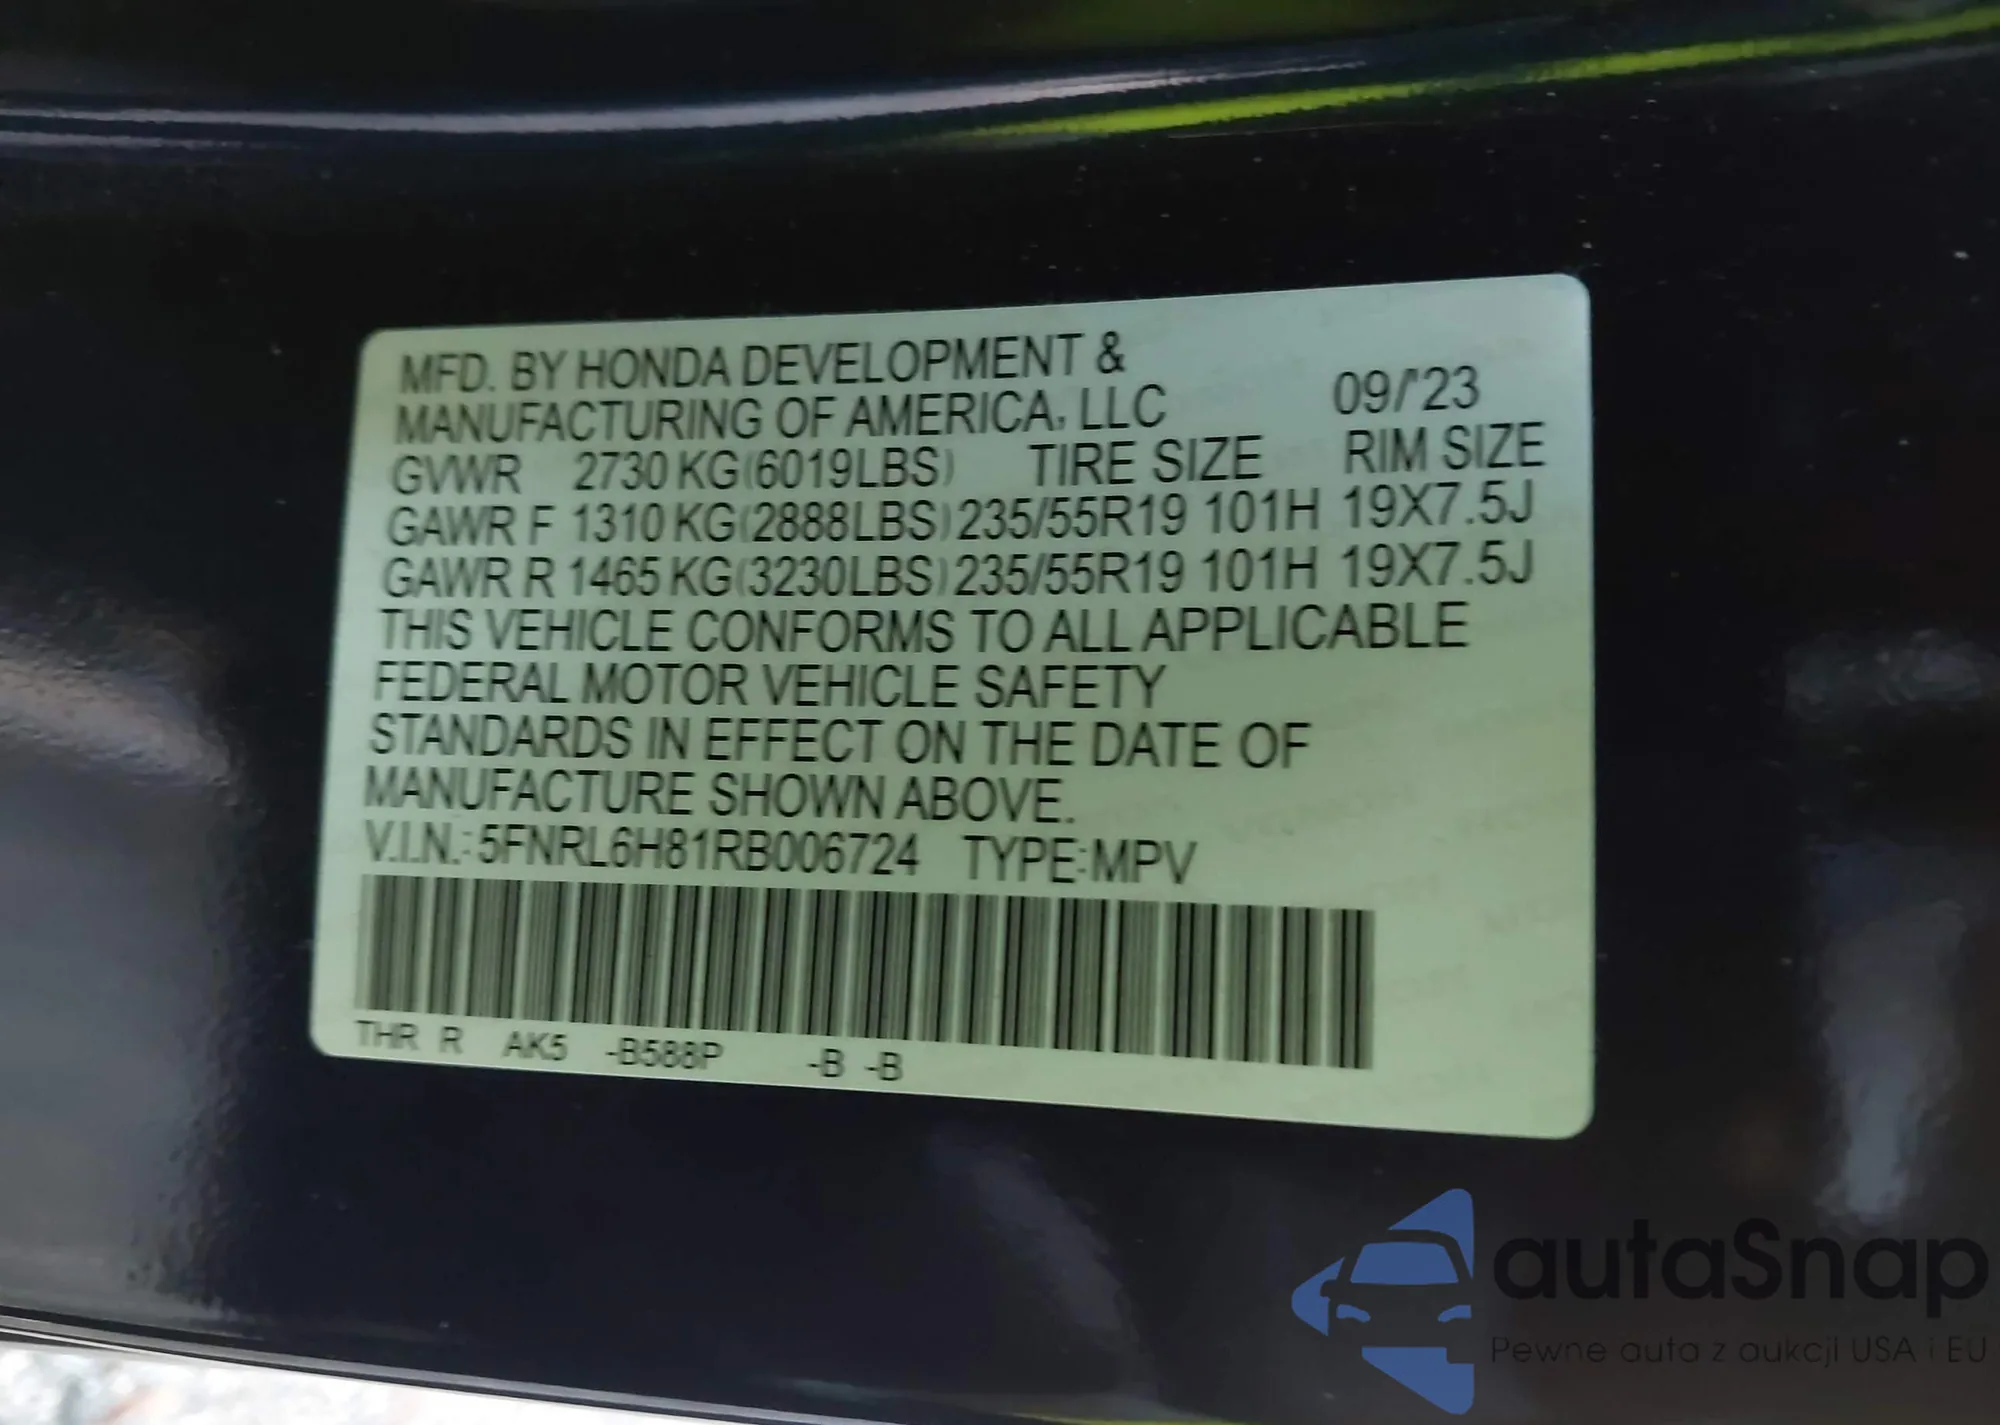 MFD. BY HONDA DEVELOPMENT &
MANUFACTURING OF AMERICA, LLC 09/'23
GVWR 2730 KG(6019LBS) TIRE SIZE RIM SIZE
GAWR F 1310 KG(2888LBS) 235/55R19 101H 19X7.5J
GAWR R 1465 KG(3230LBS) 235/55R19 101H 19X7.5J
THIS VEHICLE CONFORMS TO ALL APPLICABLE
FEDERAL MOTOR VEHICLE SAFETY
STANDARDS IN EFFECT ON THE DATE OF
MANUFACTURE SHOWN ABOVE.
V.I.N.: 5FNRL6H81RB006724 TYPE:MPV
THR R AK5 -B588P -B -B
autaSnap
Pewne auta z aukcji USA i EU